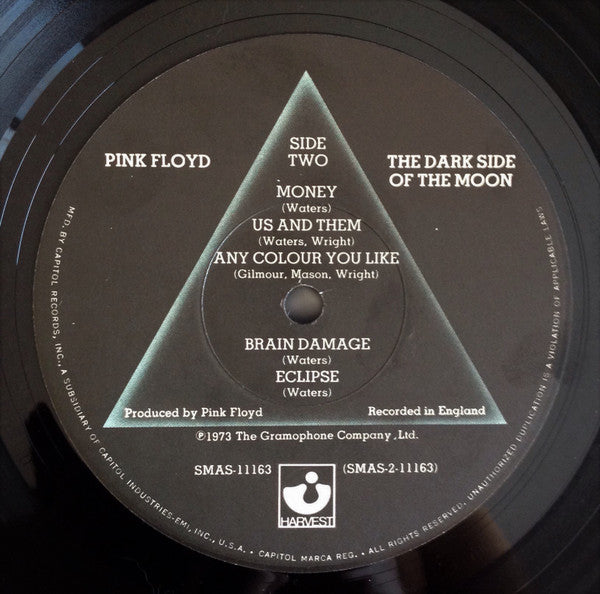 SIDE
TWO
PINK FLOYD
THE DARK SIDE
OF THE MOON
MONEY
(Waters)
US AND THEM
(Waters, Wright)
ANY COLOUR YOU LIKE
(Gilmour, Mason, Wright)
BRAIN DAMAGE
(Waters)
ECLIPSE
(Waters)
Produced by Pink Floyd
Recorded in England
℗1973 The Gramophone Company, Ltd.
SMAS-11163
(SMAS-2-11163)
HARVEST
MFD. BY CAPITOL RECORDS, INC., A SUBSIDIARY OF CAPITOL INDUSTRIES-EMI, INC., U.S.A. • CAPITOL MARCA REG. • ALL RIGHTS RESERVED. UNAUTHORIZED DUPLICATION IS A VIOLATION OF APPLICABLE LAWS